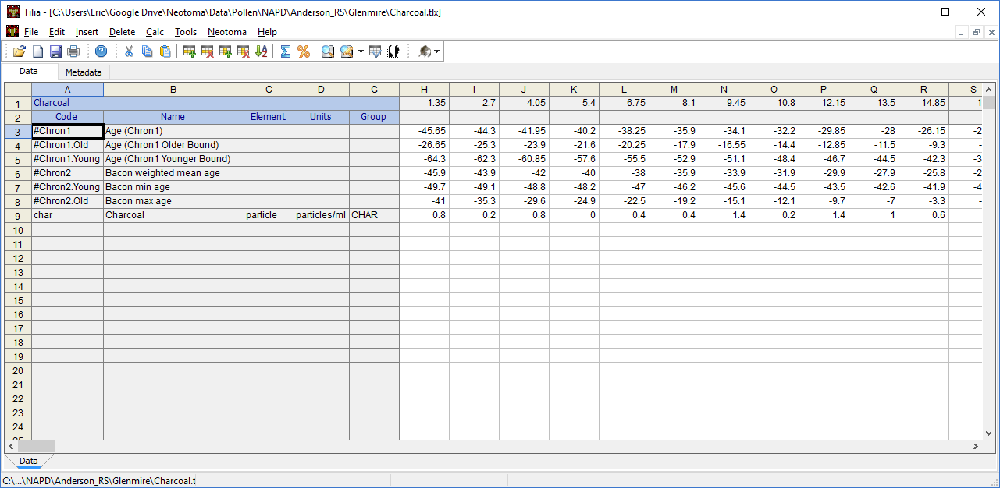 Tilia - [C:\Users\Eric\Google Drive\Neotoma\Data\Pollen\NAPD\Anderson_RS\Glenmire\Charcoal.tlx]
File Edit Insert Delete Calc Tools Neotoma Help
Data Metadata
A B C D G H I J K L M N O P Q R S
1 Charcoal 1.35 2.7 4.05 5.4 6.75 8.1 9.45 10.8 12.15 13.5 14.85 1
2 Code Name Element Units Group
3 #Chron1 Age (Chron1) -45.65 -44.3 -41.95 -40.2 -38.25 -35.9 -34.1 -32.2 -29.85 -28 -26.15 -2
4 #Chron1.Old Age (Chron1 Older Bound) -26.65 -25.3 -23.9 -21.6 -20.25 -17.9 -16.55 -14.4 -12.85 -11.5 -9.3 -
5 #Chron1.Young Age (Chron1 Younger Bound) -64.3 -62.3 -60.85 -57.6 -55.5 -52.9 -51.1 -48.4 -46.7 -44.5 -42.3 -3
6 #Chron2 Bacon weighted mean age -45.9 -43.9 -42 -40 -38 -35.9 -33.9 -31.9 -29.9 -27.9 -25.8 -2
7 #Chron2.Young Bacon min age -49.7 -49.1 -48.8 -48.2 -47 -46.2 -45.6 -44.5 -43.5 -42.6 -41.9 -4
8 #Chron2.Old Bacon max age -41 -35.3 -29.6 -24.9 -22.5 -19.2 -15.1 -12.1 -9.7 -7 -3.3 -
9 char Charcoal particle particles/ml CHAR 0.8 0.2 0.8 0 0.4 0.4 1.4 0.2 1.4 1 0.6
10
11
12
13
14
15
16
17
18
19
20
21
22
23
24
25
Data
C:\...\NAPD\Anderson_RS\Glenmire\Charcoal.t